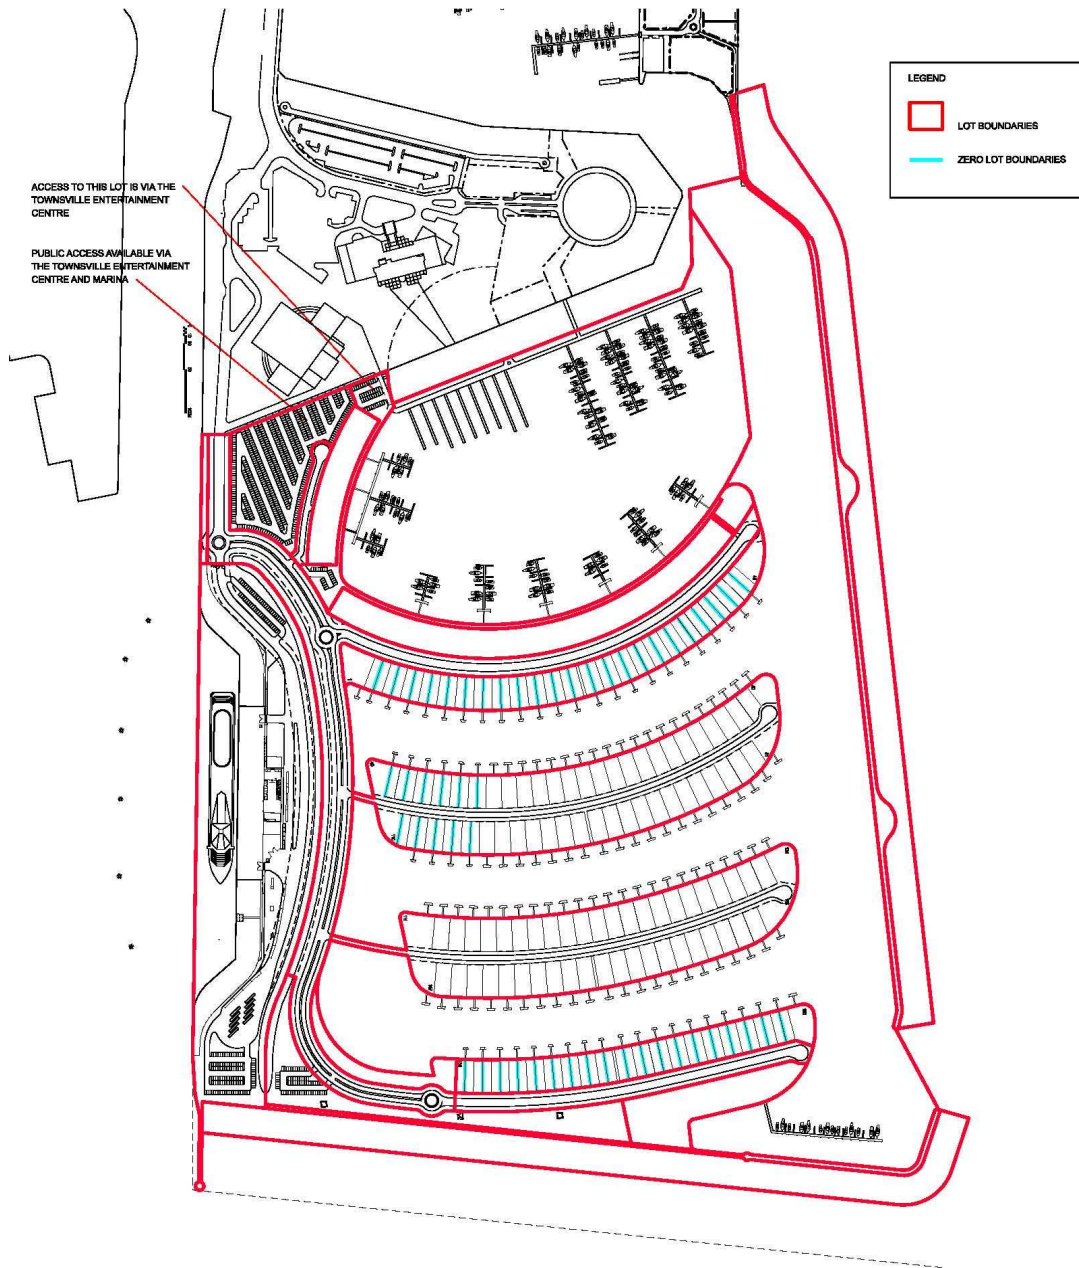 LEGEND
LOT BOUNDARIES
ZERO LOT BOUNDARIES
ACCESS TO THIS LOT IS VIA THE
TOWNSVILLE ENTERTAINMENT
CENTRE
PUBLIC ACCESS AVAILABLE VIA
THE TOWNSVILLE ENTERTAINMENT
CENTRE AND MARINA